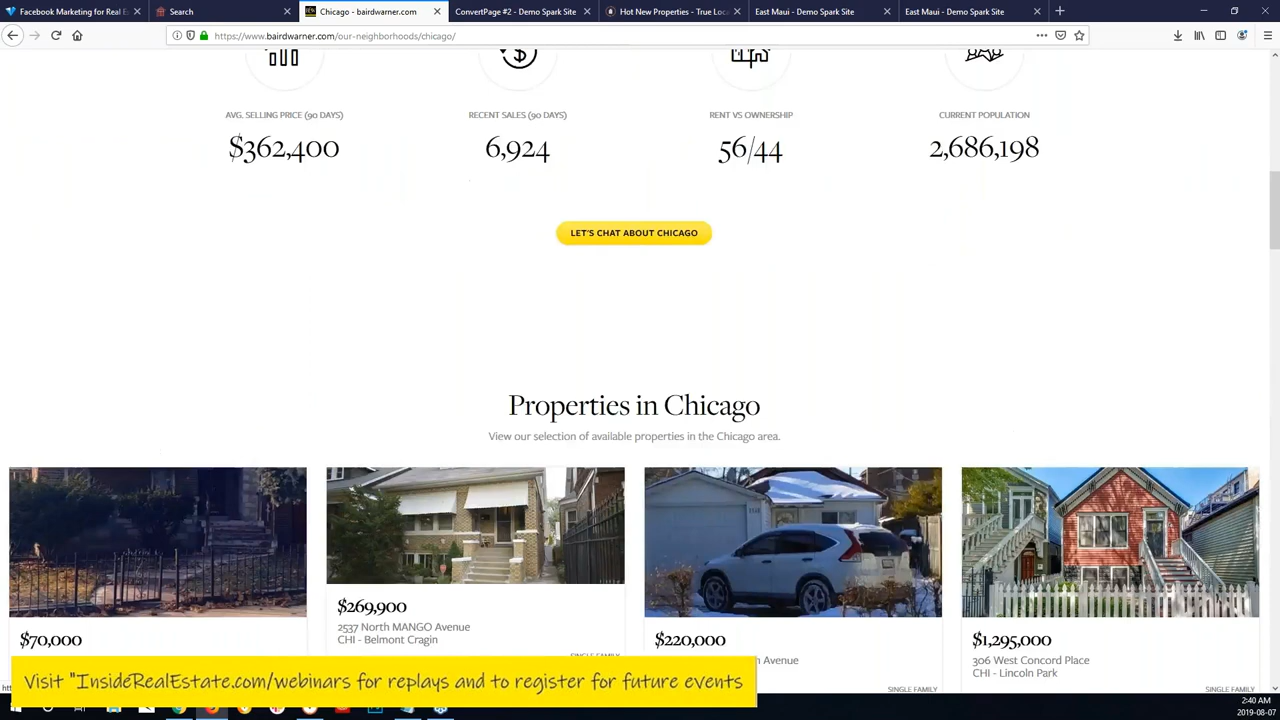 Facebook Marketing for Real Es
Search
Chicago - bairdwarner.com
ConvertPage #2 - Demo Spark Site
Hot New Properties - True Loca
East Maui - Demo Spark Site
East Maui - Demo Spark Site
https://www.bairdwarner.com/our-neighborhoods/chicago/
AVG. SELLING PRICE (90 DAYS)
$362,400
RECENT SALES (90 DAYS)
6,924
RENT VS OWNERSHIP
56/44
CURRENT POPULATION
2,686,198
LET'S CHAT ABOUT CHICAGO
Properties in Chicago
View our selection of available properties in the Chicago area.
$70,000
$269,900
2537 North MANGO Avenue
CHI - Belmont Cragin
SINGLE FAMILY
$220,000
Avenue
SINGLE FAMILY
$1,295,000
306 West Concord Place
CHI - Lincoln Park
SINGLE FAMILY
Visit "InsideRealEstate.com/webinars for replays and to register for future events
2:40 AM
2019-08-07